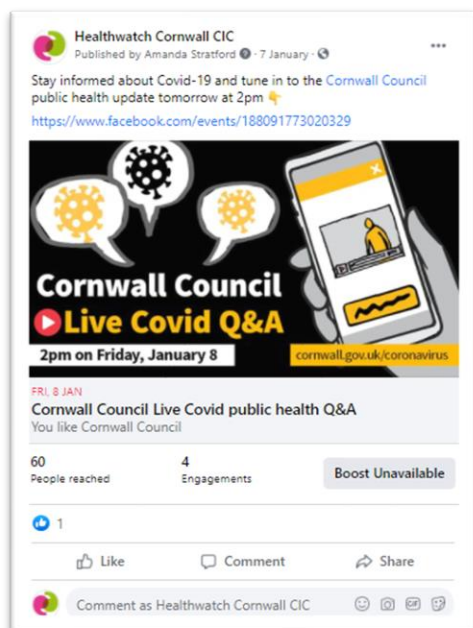 Healthwatch Cornwall CIC
Published by Amanda Stratford · 7 January ·
Stay informed about Covid-19 and tune in to the Cornwall Council
public health update tomorrow at 2pm 👇
https://www.facebook.com/events/188091773020329
Cornwall Council
Live Covid Q&A
2pm on Friday, January 8
cornwall.gov.uk/coronavirus
FRI, 8 JAN
Cornwall Council Live Covid public health Q&A
You like Cornwall Council
60 4
People reached Engagements Boost Unavailable
1
Like Comment Share
Comment as Healthwatch Cornwall CIC GIF